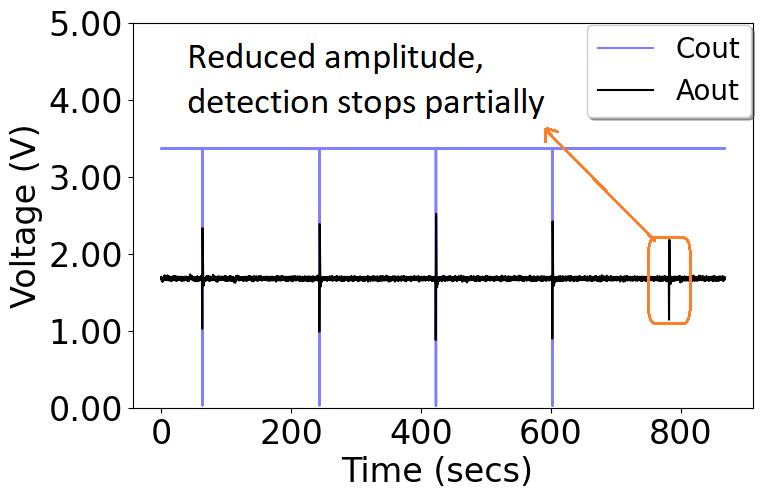 5.00
Reduced amplitude,
detection stops partially
Cout
Aout
4.00
3.00
2.00
1.00
0.00
Voltage (V)
0
200
400
600
800
Time (secs)